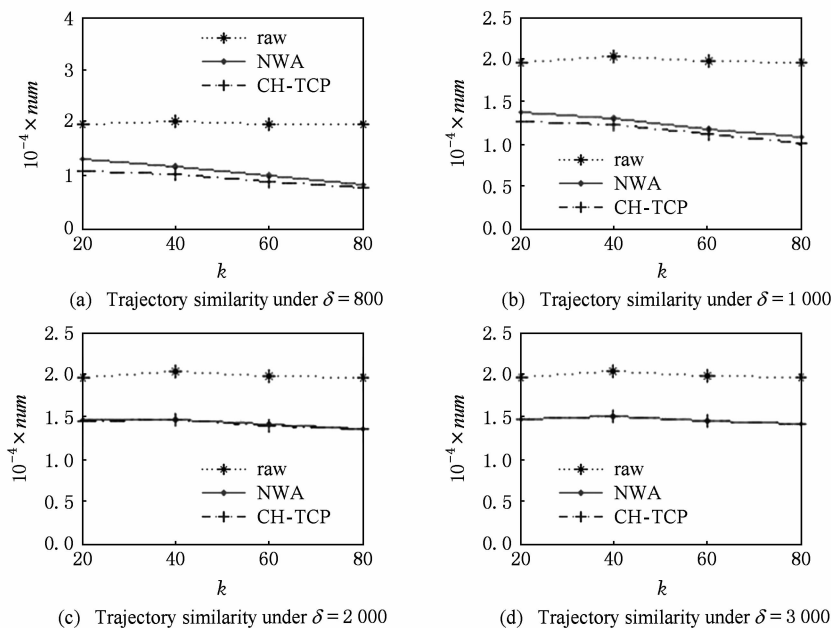 4
3
2
1
0
10⁻⁴ × num
raw
NWA
CH-TCP
20 40 60 80
k
(a) Trajectory similarity under δ = 800
2.5
2.0
1.5
1.0
0.5
0.0
10⁻⁴ × num
raw
NWA
CH-TCP
20 40 60 80
k
(b) Trajectory similarity under δ = 1 000
2.5
2.0
1.5
1.0
0.5
0.0
10⁻⁴ × num
raw
NWA
CH-TCP
20 40 60 80
k
(c) Trajectory similarity under δ = 2 000
2.5
2.0
1.5
1.0
0.5
0.0
10⁻⁴ × num
raw
NWA
CH-TCP
20 40 60 80
k
(d) Trajectory similarity under δ = 3 000